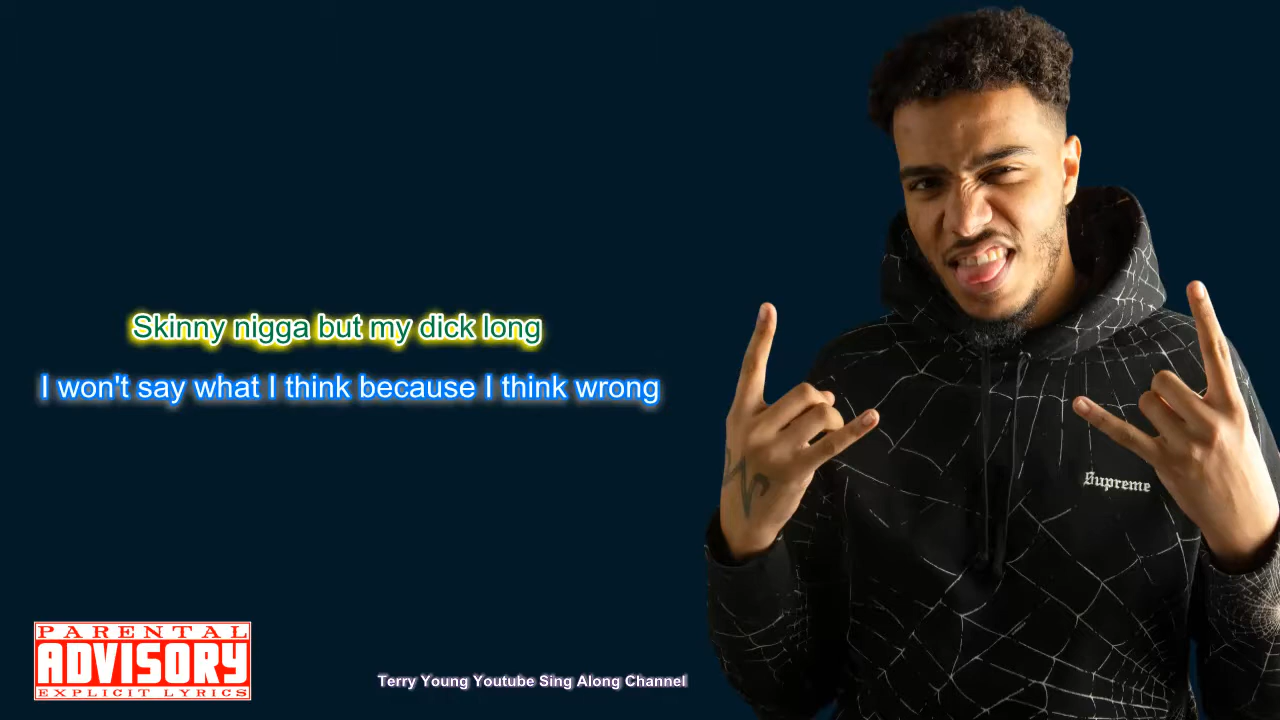 Skinny nigga but my dick long
I won't say what I think because I think wrong
Supreme
PARENTAL
ADVISORY
EXPLICIT LYRICS
Terry Young Youtube Sing Along Channel